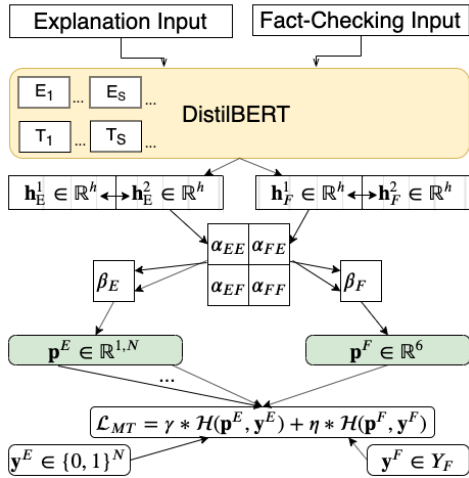 Explanation Input Fact-Checking Input
E₁ ... Eₛ ...
DistilBERT
T₁ ... Tₛ ...
𝐡_E^1 ∈ ℝ^h 𝐡_E^2 ∈ ℝ^h 𝐡_F^1 ∈ ℝ^h 𝐡_F^2 ∈ ℝ^h
α_EE α_FE
β_E α_EF α_FF β_F
𝐩^E ∈ ℝ^{1,N} 𝐩^F ∈ ℝ^6
...
ℒ_MT = γ * ℋ(𝐩^E, 𝐲^E) + η * ℋ(𝐩^F, 𝐲^F)
𝐲^E ∈ {0, 1}^N 𝐲^F ∈ Y_F